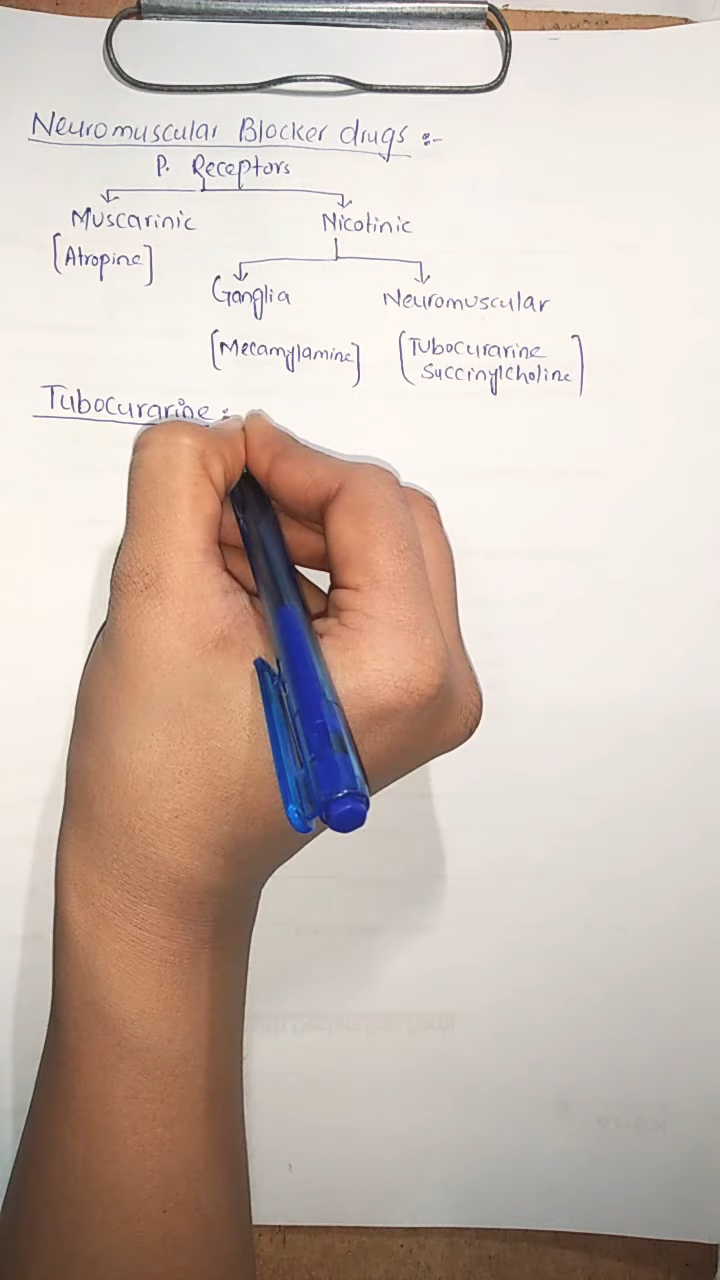 Neuromuscular Blocker drugs :-
P. Receptors
Muscarinic Nicotinic
[Atropine]
Ganglia Neuromuscular
[Mecamylamine] [Tubocurarine
Succinylcholine]
Tubocurarine :